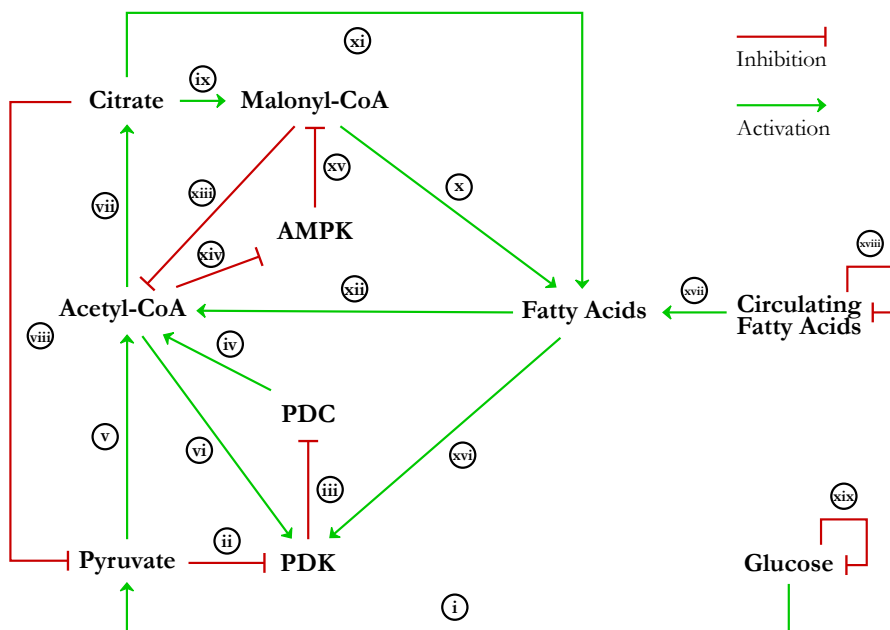 xi
Inhibition
ix
Citrate
Malonyl-CoA
Activation
xv
xiii
x
vii
AMPK
xiv
xviii
xii
xvii
Acetyl-CoA
Fatty Acids
Circulating
Fatty Acids
viii
iv
PDC
v
vi
xvi
iii
xix
ii
Pyruvate
PDK
Glucose
i